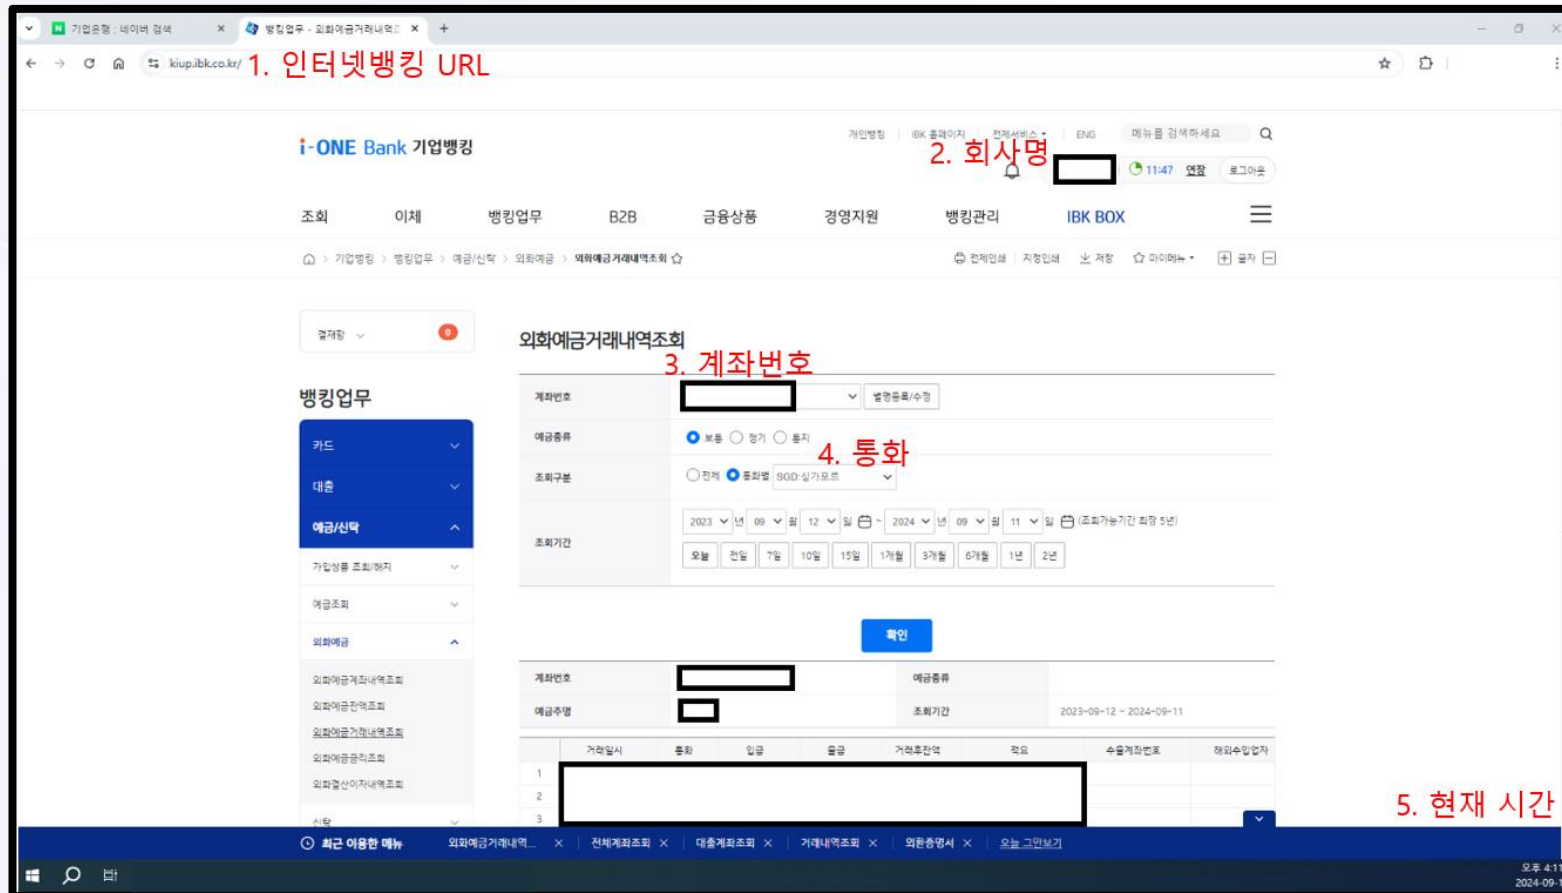 기업은행 : 네이버 검색
뱅킹업무 - 외화예금거래내역조
kiup.ibk.co.kr/
1. 인터넷뱅킹 URL
i-ONE Bank 기업뱅킹
개인뱅킹 IBK 홈페이지 전체서비스 ENG 메뉴를 검색하세요
2. 회사명
11:47 연장 로그아웃
조회 이체 뱅킹업무 B2B 금융상품 경영지원 뱅킹관리 IBK BOX
> 기업뱅킹 > 뱅킹업무 > 예금/신탁 > 외화예금 > 외화예금거래내역조회
전체인쇄 지정인쇄 저장 마이메뉴 글자
결재함 0
외화예금거래내역조회
3. 계좌번호
뱅킹업무
계좌번호 별명등록/수정
예금종류 보통 정기 통지
4. 통화
조회구분 전체 통화별 SGD:싱가포르
조회기간 2023 년 09 월 12 일 ~ 2024 년 09 월 11 일 (조회가능기간 최장 5년)
오늘 전일 7일 10일 15일 1개월 3개월 6개월 1년 2년
확인
카드
대출
예금/신탁
가입상품 조회/해지
예금조회
외화예금
외화예금계좌내역조회
외화예금잔액조회
외화예금거래내역조회
외화예금금리조회
외화결산이자내역조회
신탁
계좌번호 예금종류
예금주명 조회기간 2023-09-12 ~ 2024-09-11
거래일시 통화 입금 출금 거래후잔액 적요 수출계좌번호 해외수입업자
1
2
3
5. 현재 시간
최근 이용한 메뉴 외화예금거래내역... 전체계좌조회 대출계좌조회 거래내역조회 외환증명서 오늘 그만보기
오후 4:11
2024-09-1